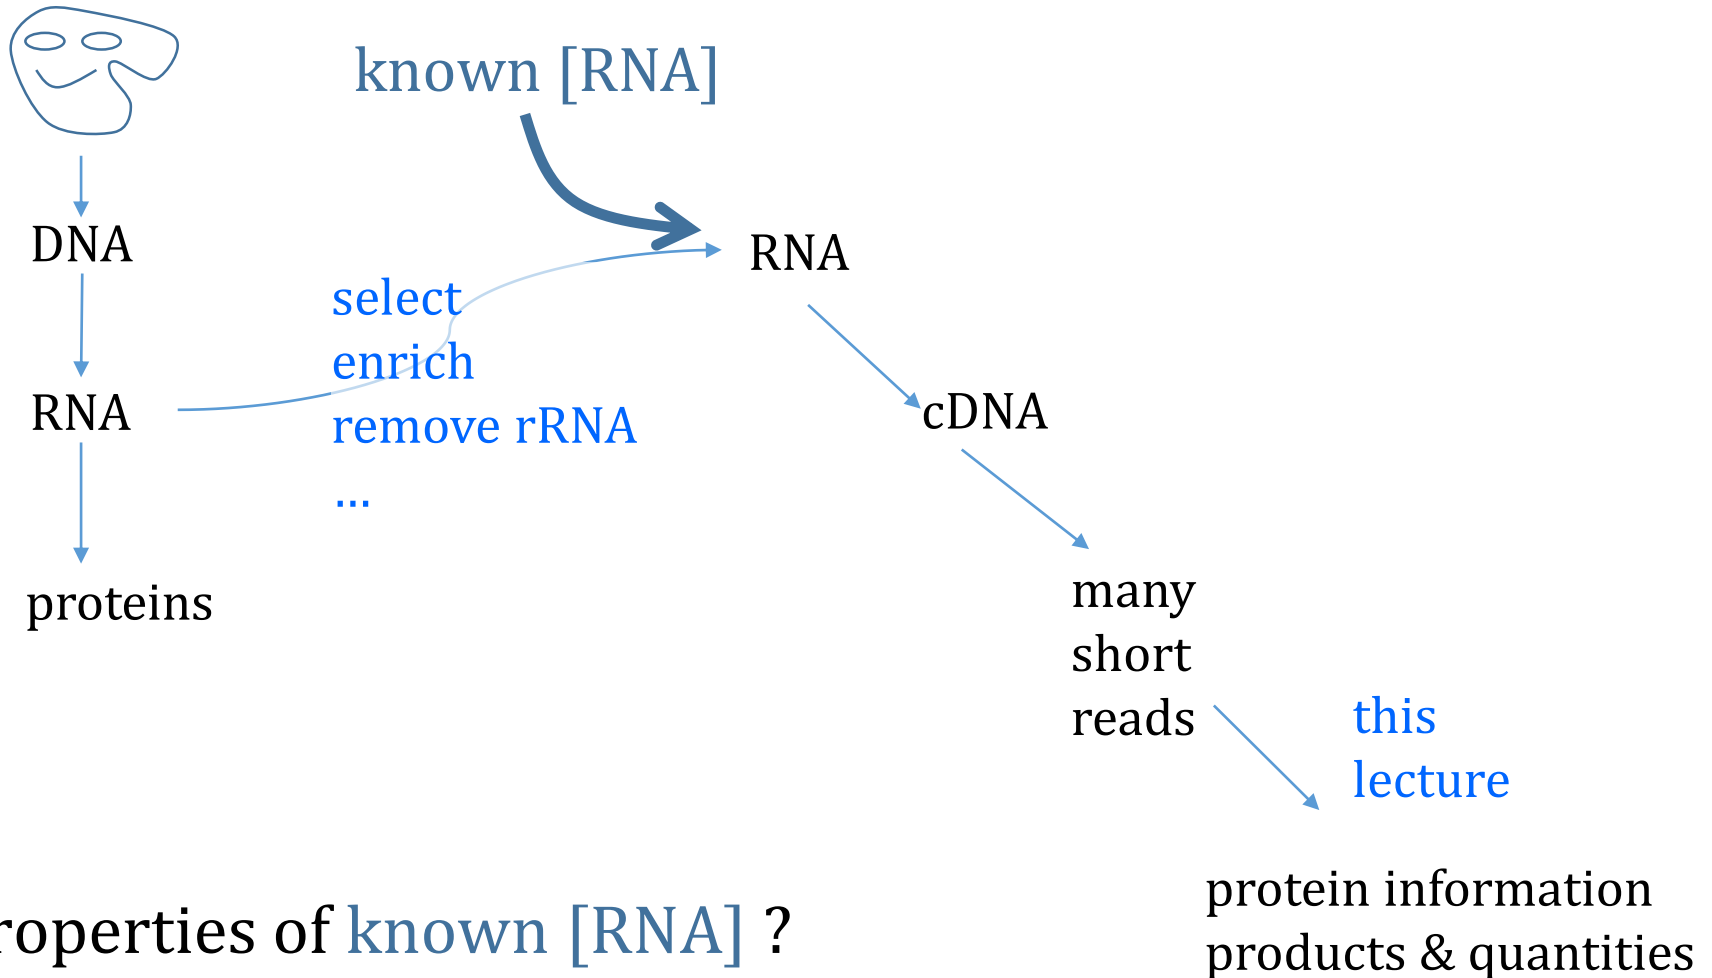 known [RNA]
DNA
RNA
select
enrich
remove rRNA
…
RNA
cDNA
proteins
many
short
reads
this
lecture
protein information
products & quantities
roperties of known [RNA] ?